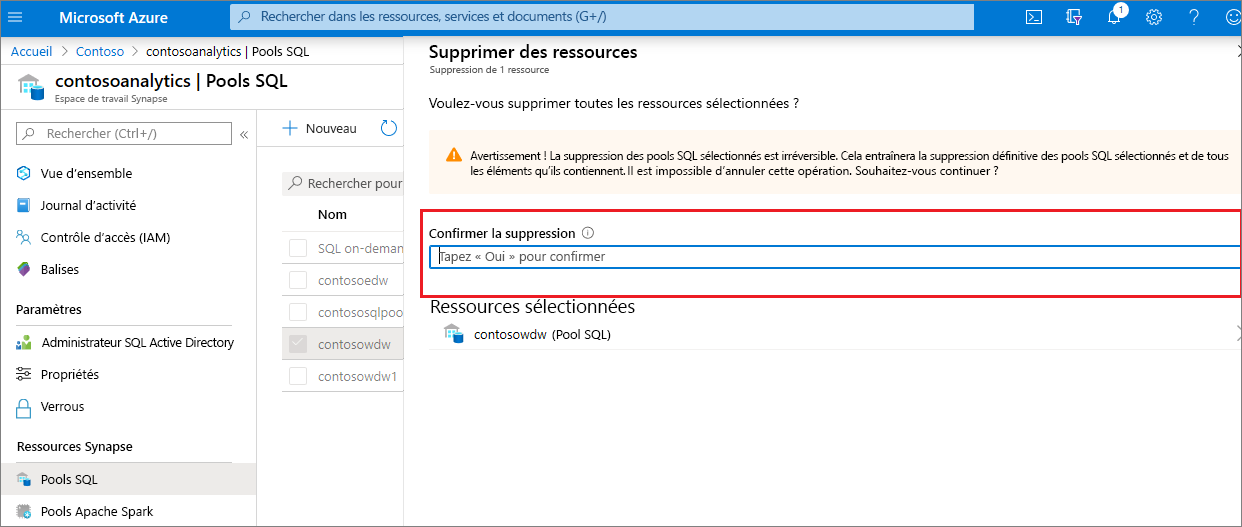 Microsoft Azure
Rechercher dans les ressources, services et documents (G+/)
1
Accueil > Contoso > contosoanalytics | Pools SQL
contosoanalytics | Pools SQL
Espace de travail Synapse
Rechercher (Ctrl+/)
Vue d'ensemble
Journal d'activité
Contrôle d'accès (IAM)
Balises
Paramètres
Administrateur SQL Active Directory
Propriétés
Verrous
Ressources Synapse
Pools SQL
Pools Apache Spark
Nouveau
Rechercher pour
Nom
SQL on-deman
contosoedw
contososqlpoo
contosowdw
contosowdw1
Supprimer des ressources
Suppression de 1 ressource
Voulez-vous supprimer toutes les ressources sélectionnées ?
Avertissement ! La suppression des pools SQL sélectionnés est irréversible. Cela entraînera la suppression définitive des pools SQL sélectionnés et de tous
les éléments qu'ils contiennent. Il est impossible d'annuler cette opération. Souhaitez-vous continuer ?
Confirmer la suppression
Tapez « Oui » pour confirmer
Ressources sélectionnées
contosowdw (Pool SQL)